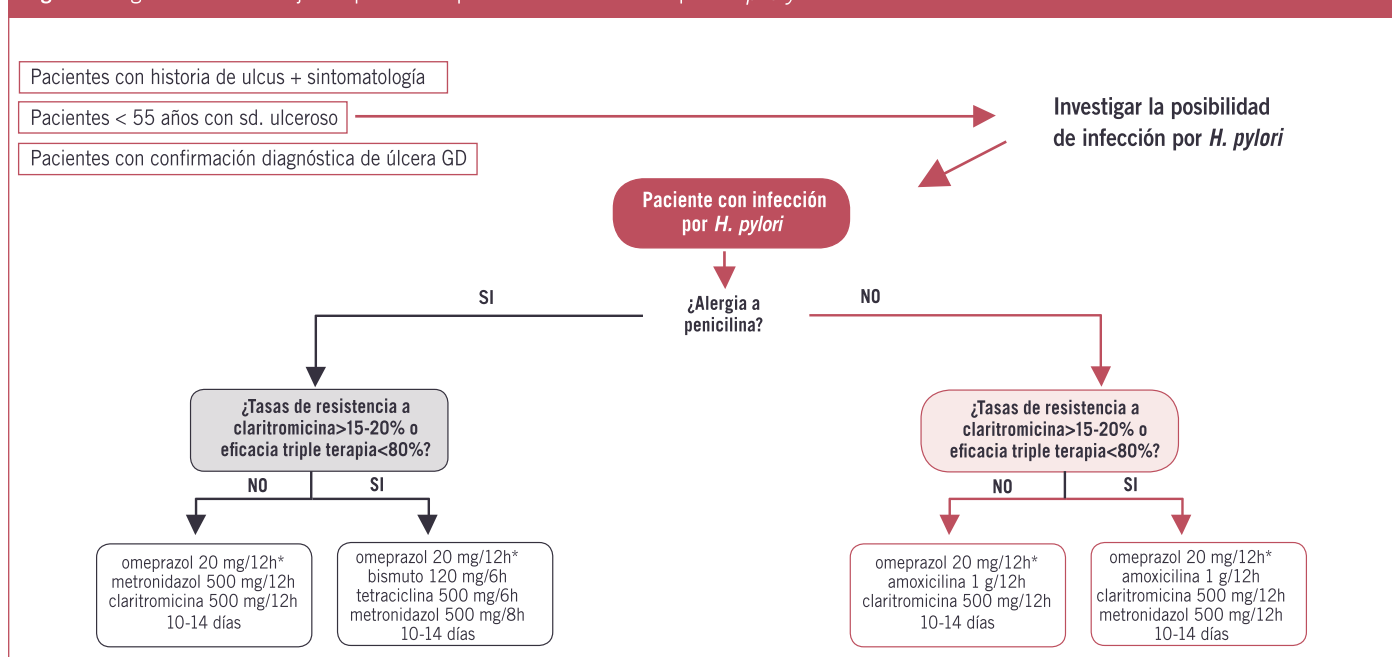 Pacientes con historia de ulcus + sintomatología
Pacientes < 55 años con sd. ulceroso
Pacientes con confirmación diagnóstica de úlcera GD
Investigar la posibilidad
de infección por H. pylori
Paciente con infección
por H. pylori
¿Alergia a
penicilina?
SI
NO
¿Tasas de resistencia a
claritromicina>15-20% o
eficacia triple terapia<80%?
NO
SI
omeprazol 20 mg/12h*
metronidazol 500 mg/12h
claritromicina 500 mg/12h
10-14 días
omeprazol 20 mg/12h*
bismuto 120 mg/6h
tetraciclina 500 mg/6h
metronidazol 500 mg/8h
10-14 días
¿Tasas de resistencia a
claritromicina>15-20% o
eficacia triple terapia<80%?
NO
SI
omeprazol 20 mg/12h*
amoxicilina 1 g/12h
claritromicina 500 mg/12h
10-14 días
omeprazol 20 mg/12h*
amoxicilina 1 g/12h
claritromicina 500 mg/12h
metronidazol 500 mg/12h
10-14 días